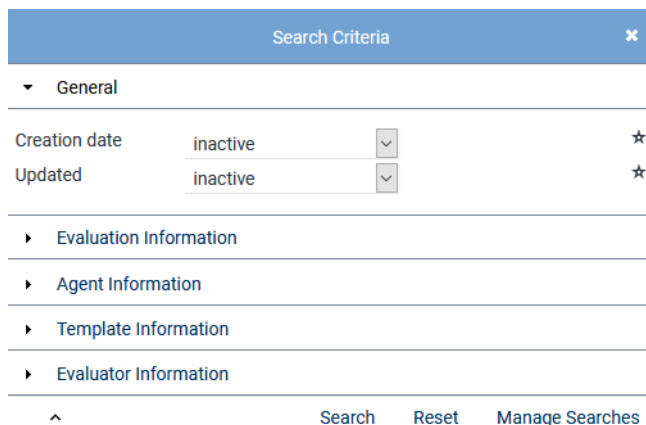 Search Criteria
General
Creation date inactive
Updated inactive
Evaluation Information
Agent Information
Template Information
Evaluator Information
Search Reset Manage Searches